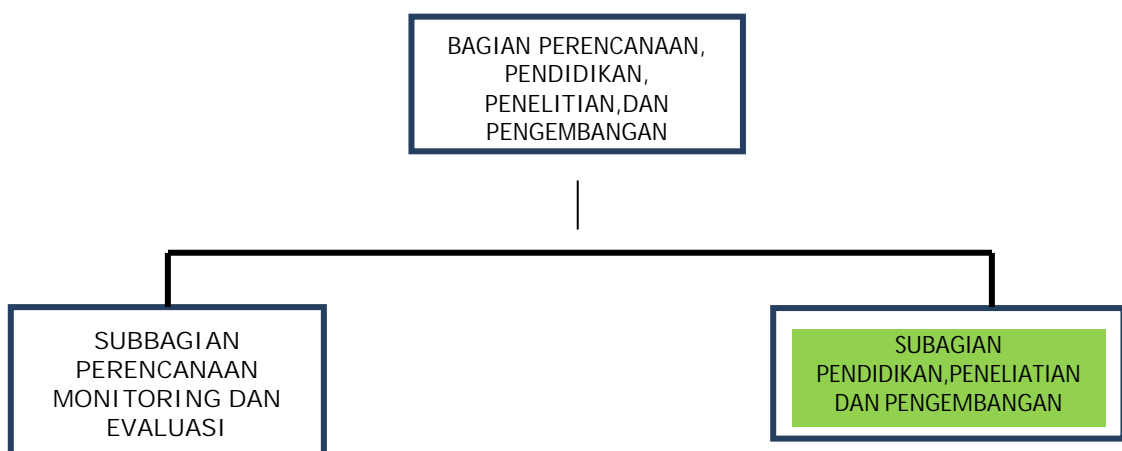 BAGIAN PERENCANAAN,
PENDIDIKAN,
PENELITIAN,DAN
PENGEMBANGAN
SUBBAGIAN
PERENCANAAN
MONITORING DAN
EVALUASI
SUBAGIAN
PENDIDIKAN,PENELIATIAN
DAN PENGEMBANGAN